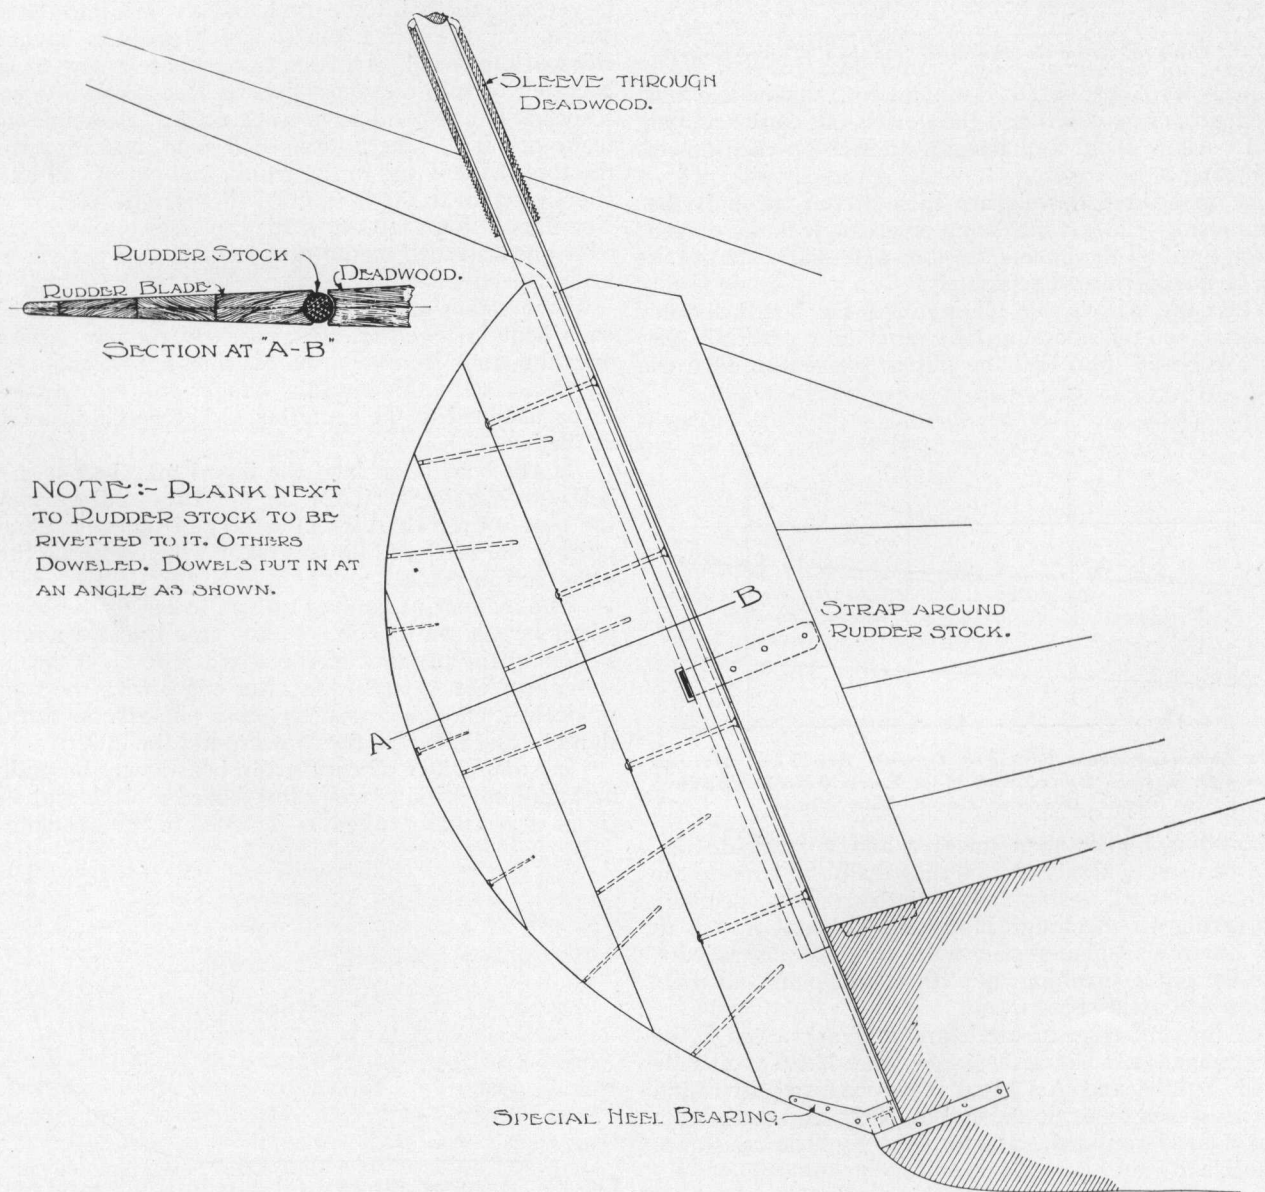 SLEEVE THROUGH
DEADWOOD.
RUDDER STOCK
DEADWOOD.
RUDDER BLADE
SECTION AT "A-B"
NOTE:- PLANK NEXT
TO RUDDER STOCK TO BE
RIVETTED TO IT. OTHERS
DOWELED. DOWELS PUT IN AT
AN ANGLE AS SHOWN.
B
STRAP AROUND
RUDDER STOCK.
A
SPECIAL HEEL BEARING